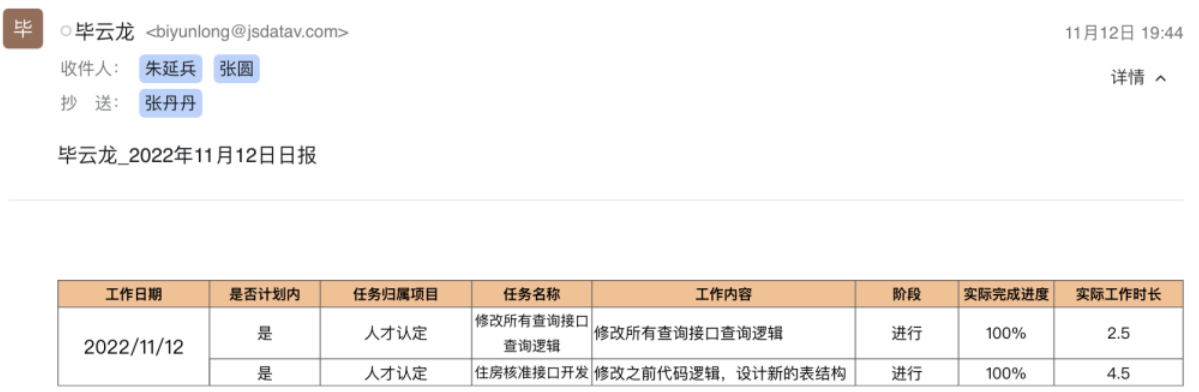 毕
毕云龙 <biyunlong@jsdatav.com>
11月12日 19:44
收件人： 朱延兵 张圆
详情
抄 送： 张丹丹
毕云龙_2022年11月12日日报
工作日期 是否计划内 任务归属项目 任务名称 工作内容 阶段 实际完成进度 实际工作时长
2022/11/12 是 人才认定 修改所有查询接口查询逻辑 修改所有查询接口查询逻辑 进行 100% 2.5
是 人才认定 住房核准接口开发 修改之前代码逻辑，设计新的表结构 进行 100% 4.5